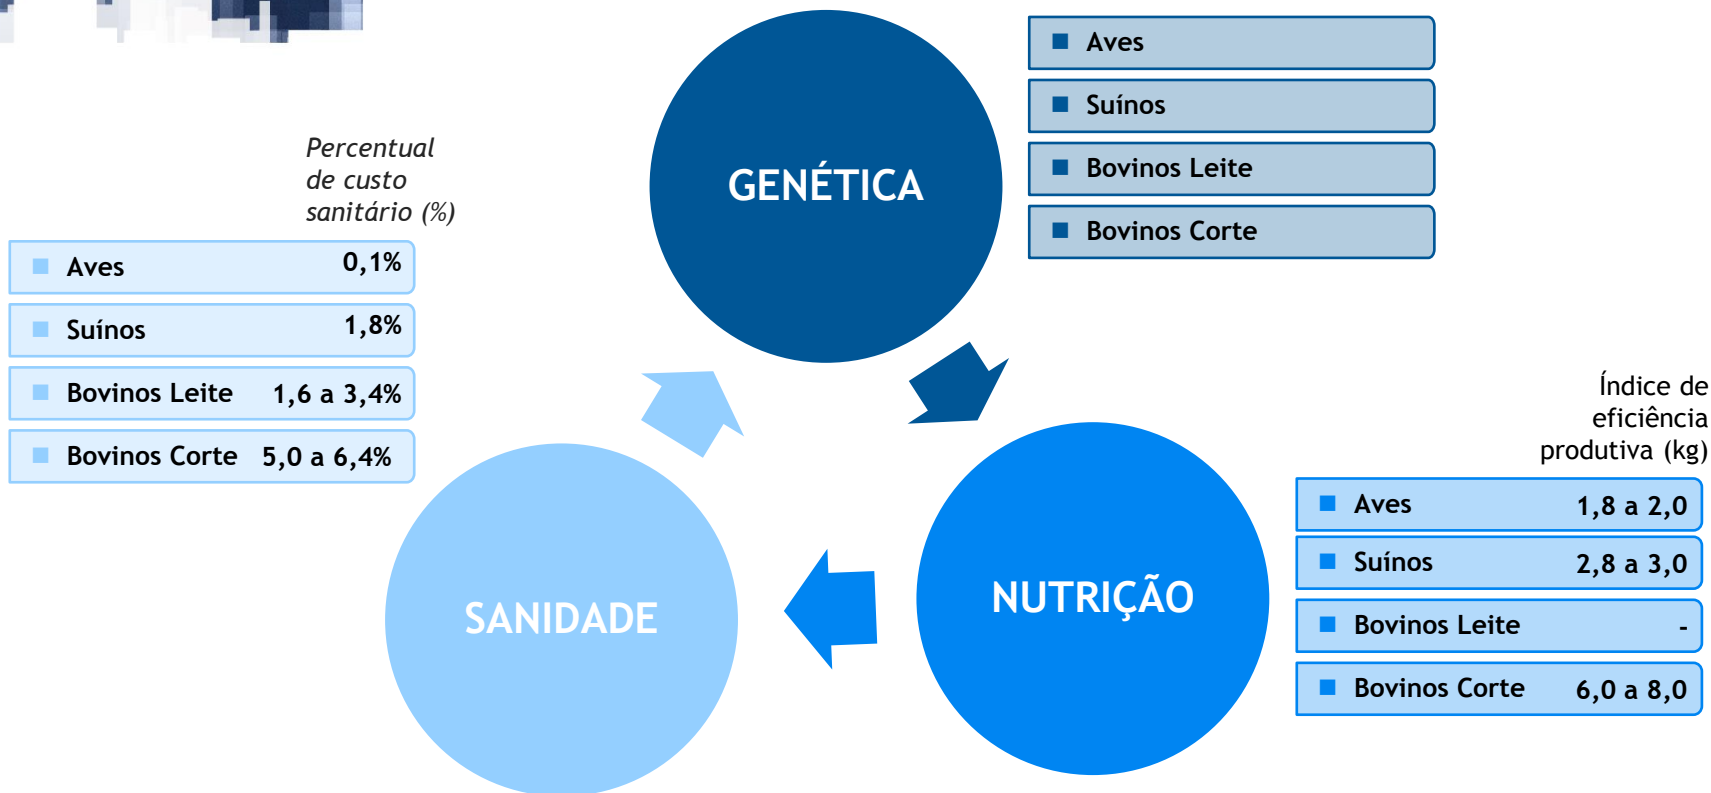 GENÉTICA
Aves
Suínos
Bovinos Leite
Bovinos Corte
Percentual
de custo
sanitário (%)
Aves 0,1%
Suínos 1,8%
Bovinos Leite 1,6 a 3,4%
Bovinos Corte 5,0 a 6,4%
SANIDADE
NUTRIÇÃO
Índice de
eficiência
produtiva (kg)
Aves 1,8 a 2,0
Suínos 2,8 a 3,0
Bovinos Leite -
Bovinos Corte 6,0 a 8,0